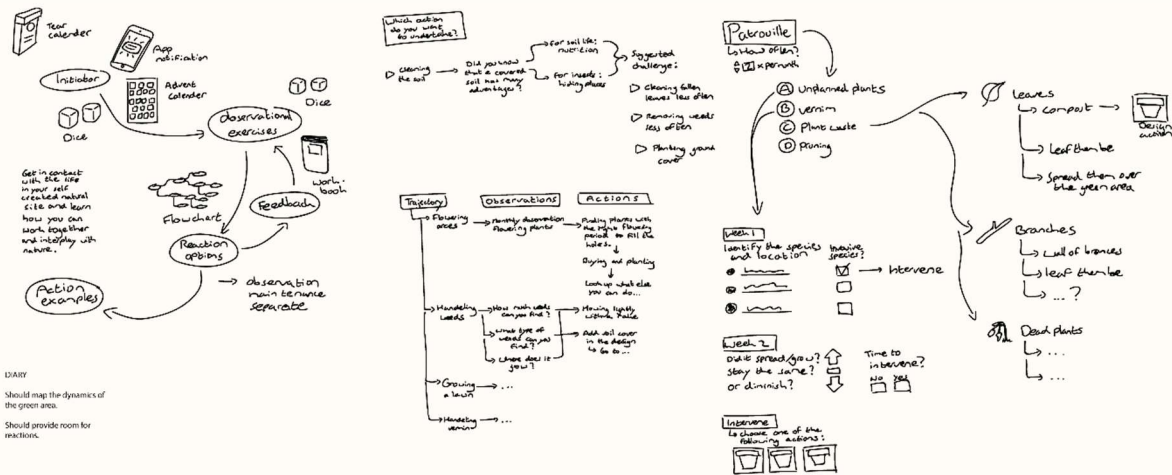 Tear
calender
App
notification
Initiator
Advent
calender
Dice
Dice
Observational
exercises
Work-
book
Get in contact
with the life
in your self
created natural
site and learn
how you can
work together
and interplay with
nature.
Flowchart
Feedback
Reaction
options
Action
examples
observation
maintenance
separate
DIARY
Should map the dynamics of
the green area.
Should provide room for
reactions.
Which action
do you want
to undertake?
Cleaning
the soil
Did you know
that a covered
soil has many
advantages?
for soil life:
nutrition
for insects:
hiding places
Suggested
challenge:
Cleaning fallen
leaves less often
Removing weeds
less often
Planting ground
cover
Trajectory
Observations
Actions
Flowering
arces
Monthly observation
flowering plants
Finding plants with
the right flowering
period to fill the
holes.
Buying and planting
Look up what else
you can do...
Handeling
weeds
How much weeds
can you find?
What type of
weeds can you
find?
Where does it
grow?
Howing lightly
with a
Add soil cover
in the design
Go to...
Growing
a lawn
...
Handeling
vermin
...
Patrouille
How often?
x per month
A Unplanned plants
B vernim
C Plant waste
D Pruning
Leaves
compost
Design
action
Leaf them be
Spread them over
the green area
Branches
Wall of brances
leaf them be
...?
Dead plants
...
...
Week 1
Identify the species
and location
Invasive
species?
Intervene
Week 2
Did it spread/grow?
stay the same?
or diminish?
Time to
intervene?
No Yes
Intervene
choose one of the
following actions: